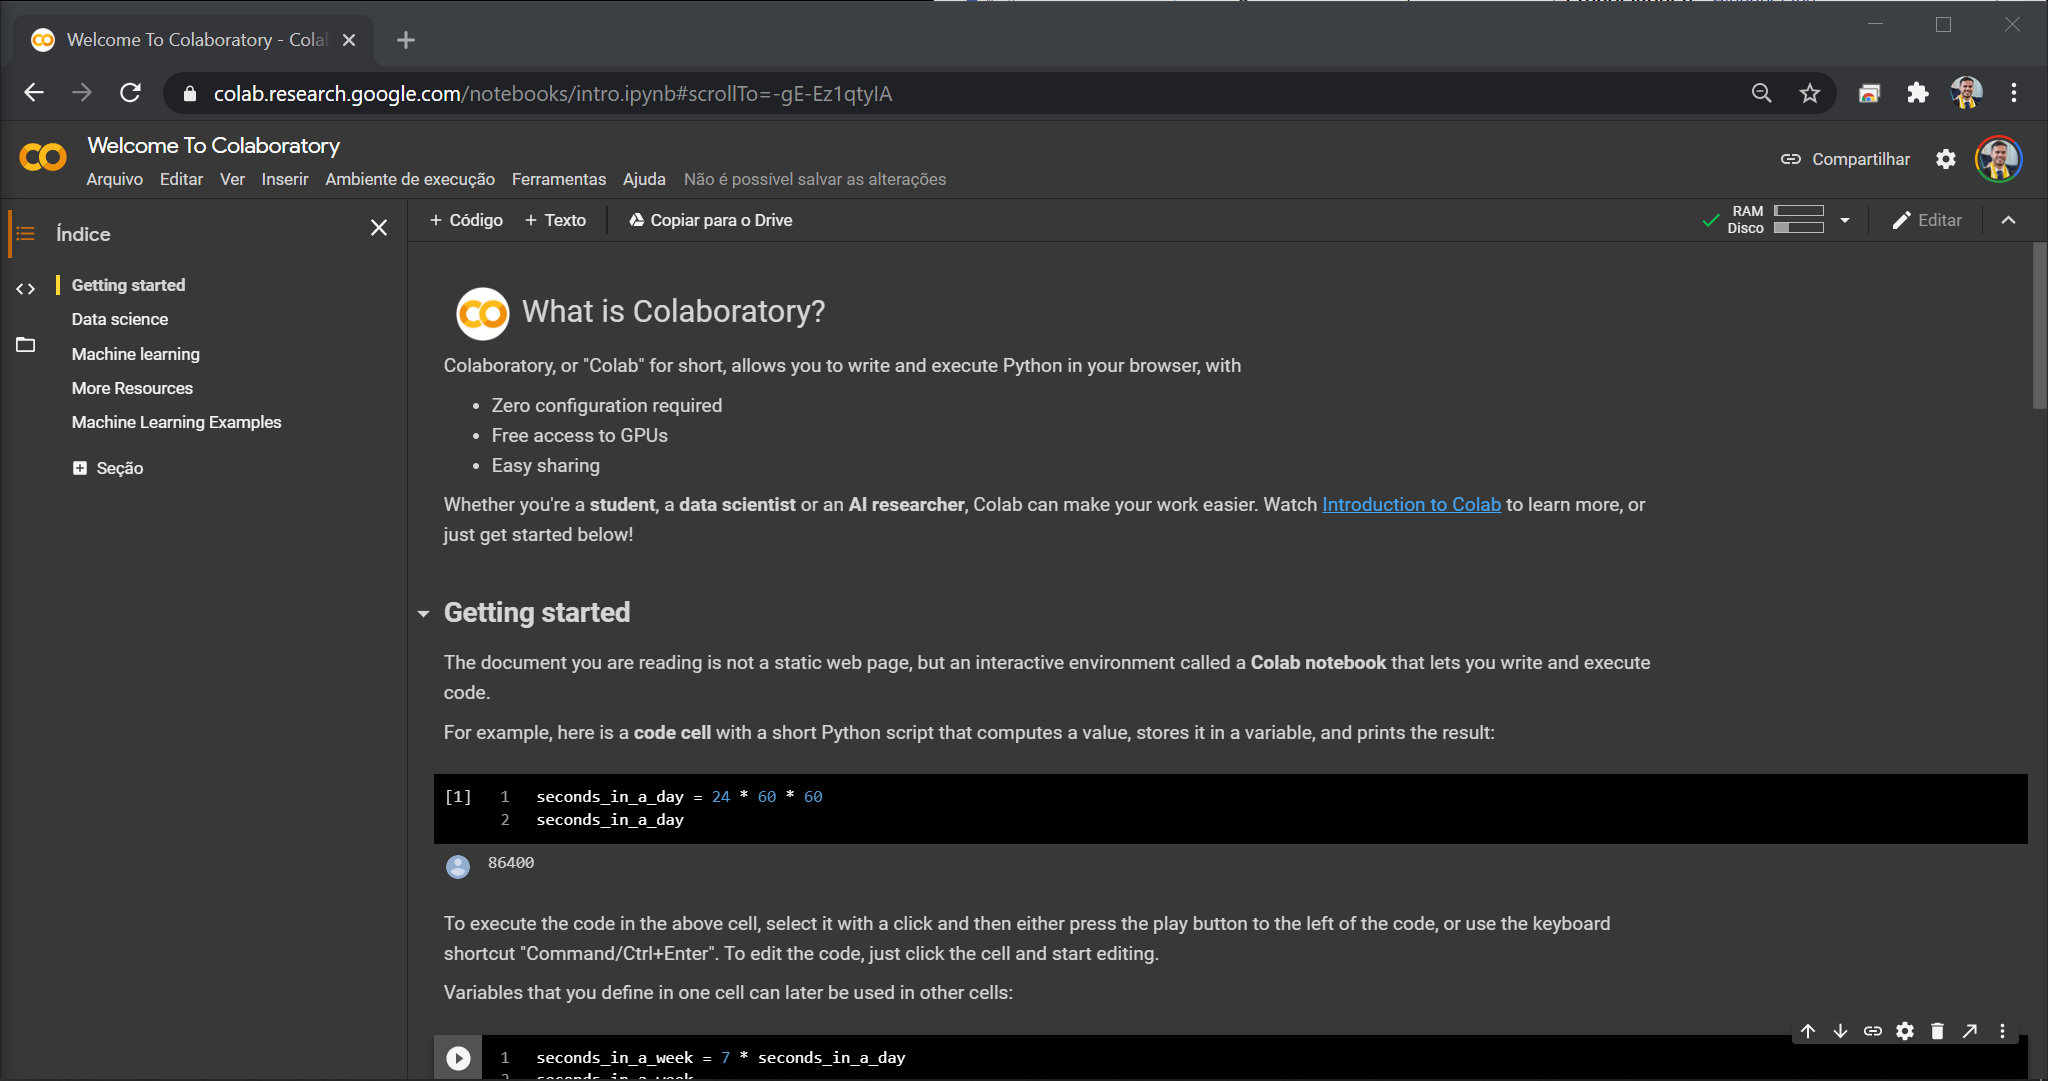 Welcome To Colaboratory - Cola
colab.research.google.com/notebooks/intro.ipynb#scrollTo=-gE-Ez1qtyIA
Welcome To Colaboratory
Arquivo Editar Ver Inserir Ambiente de execução Ferramentas Ajuda Não é possível salvar as alterações
Compartilhar
Índice
Getting started
Data science
Machine learning
More Resources
Machine Learning Examples
Seção
+ Código + Texto Copiar para o Drive
RAM
Disco
Editar
What is Colaboratory?
Colaboratory, or "Colab" for short, allows you to write and execute Python in your browser, with
• Zero configuration required
• Free access to GPUs
• Easy sharing
Whether you're a student, a data scientist or an AI researcher, Colab can make your work easier. Watch Introduction to Colab to learn more, or
just get started below!
Getting started
The document you are reading is not a static web page, but an interactive environment called a Colab notebook that lets you write and execute
code.
For example, here is a code cell with a short Python script that computes a value, stores it in a variable, and prints the result:
[1] 1 seconds_in_a_day = 24 * 60 * 60
2 seconds_in_a_day
86400
To execute the code in the above cell, select it with a click and then either press the play button to the left of the code, or use the keyboard
shortcut "Command/Ctrl+Enter". To edit the code, just click the cell and start editing.
Variables that you define in one cell can later be used in other cells:
1 seconds_in_a_week = 7 * seconds_in_a_day